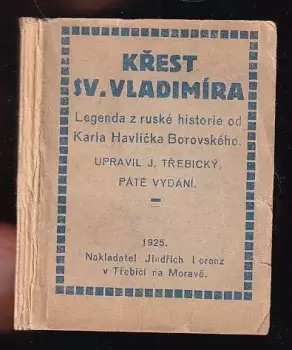 KŘEST
SV. VLADIMÍRA
Legenda z ruské historie od
Karla Havlíčka Borovského.
UPRAVIL J. TŘEBICKÝ.
PÁTÉ VYDÁNÍ.
1925.
Nakladatel Jindřich Lorenz
v Třebíči na Moravě.